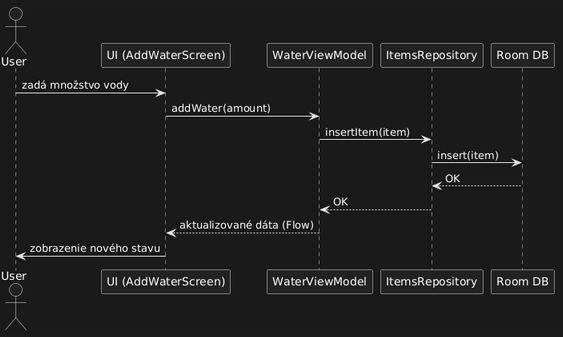 User
UI (AddWaterScreen)
WaterViewModel
ItemsRepository
Room DB
zadá množstvo vody
addWater(amount)
insertItem(item)
insert(item)
OK
OK
aktualizované dáta (Flow)
zobrazenie nového stavu
User
UI (AddWaterScreen)
WaterViewModel
ItemsRepository
Room DB